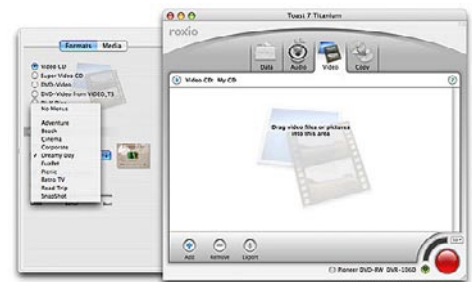 Formats Media
Video CD
Super Video CD
DVD-Video
DVD-Video from VIDEO_TS
No Menus
Adventure
Beach
Cinema
Corporate
✓ Dreamy Day
Picnic
Retro TV
Road Trip
SnapShot
Toast 7 Titanium
roxio
Data Audio Video Copy
Video CD: My CD
Drag video files or pictures
into this area
Add Remove Export
Pioneer DVD-RW DVR-106D